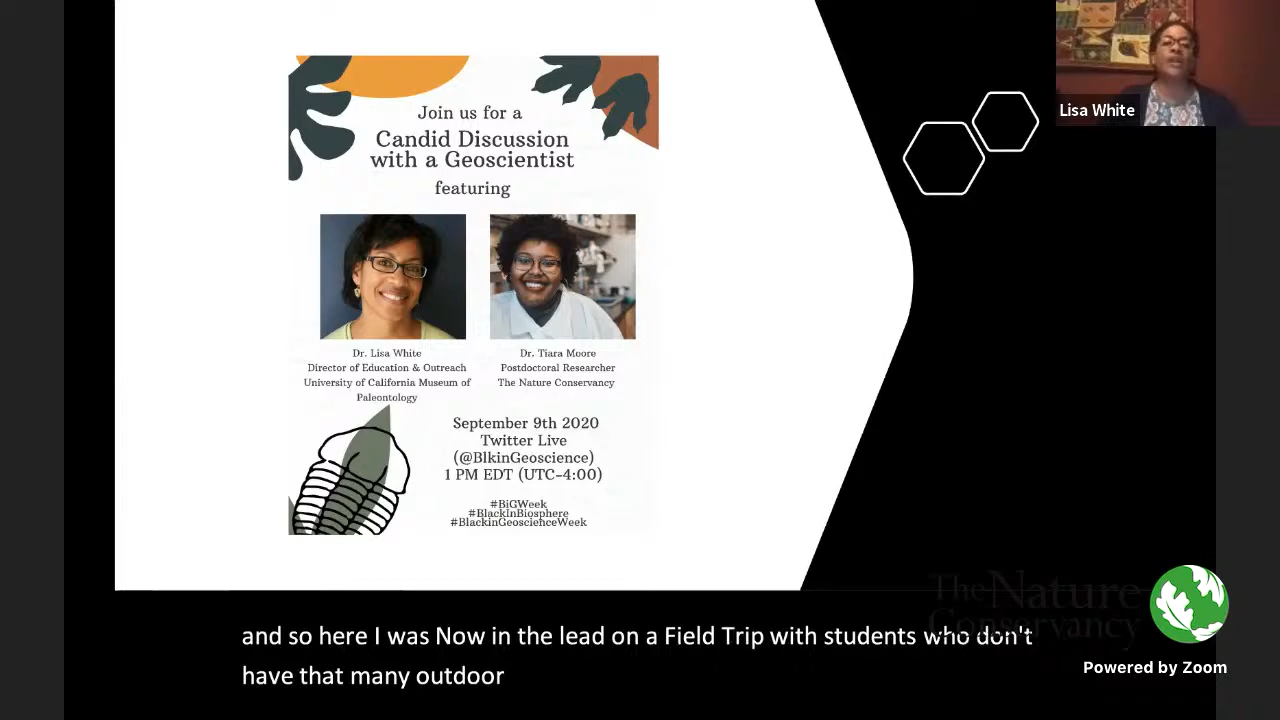 Join us for a
Candid Discussion
with a Geoscientist
featuring
Dr. Lisa White
Director of Education & Outreach
University of California Museum of
Paleontology
Dr. Tiara Moore
Postdoctoral Researcher
The Nature Conservancy
September 9th 2020
Twitter Live
(@BlkinGeoscience)
1 PM EDT (UTC-4:00)
#BiGWeek
#BlackInBiosphere
#BlackinGeoscienceWeek
Lisa White
The Nature
Conservancy
Powered by Zoom
and so here I was Now in the lead on a Field Trip with students who don't
have that many outdoor